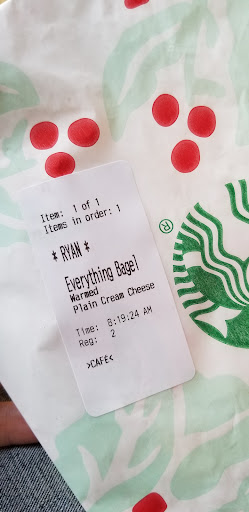 Item: 1 of 1
Items in order: 1
* RYAN *
Everything Bagel
Warmed
Plain Cream Cheese
Time: 8:19:24 AM
Reg: 2
>CAFÉ<
®